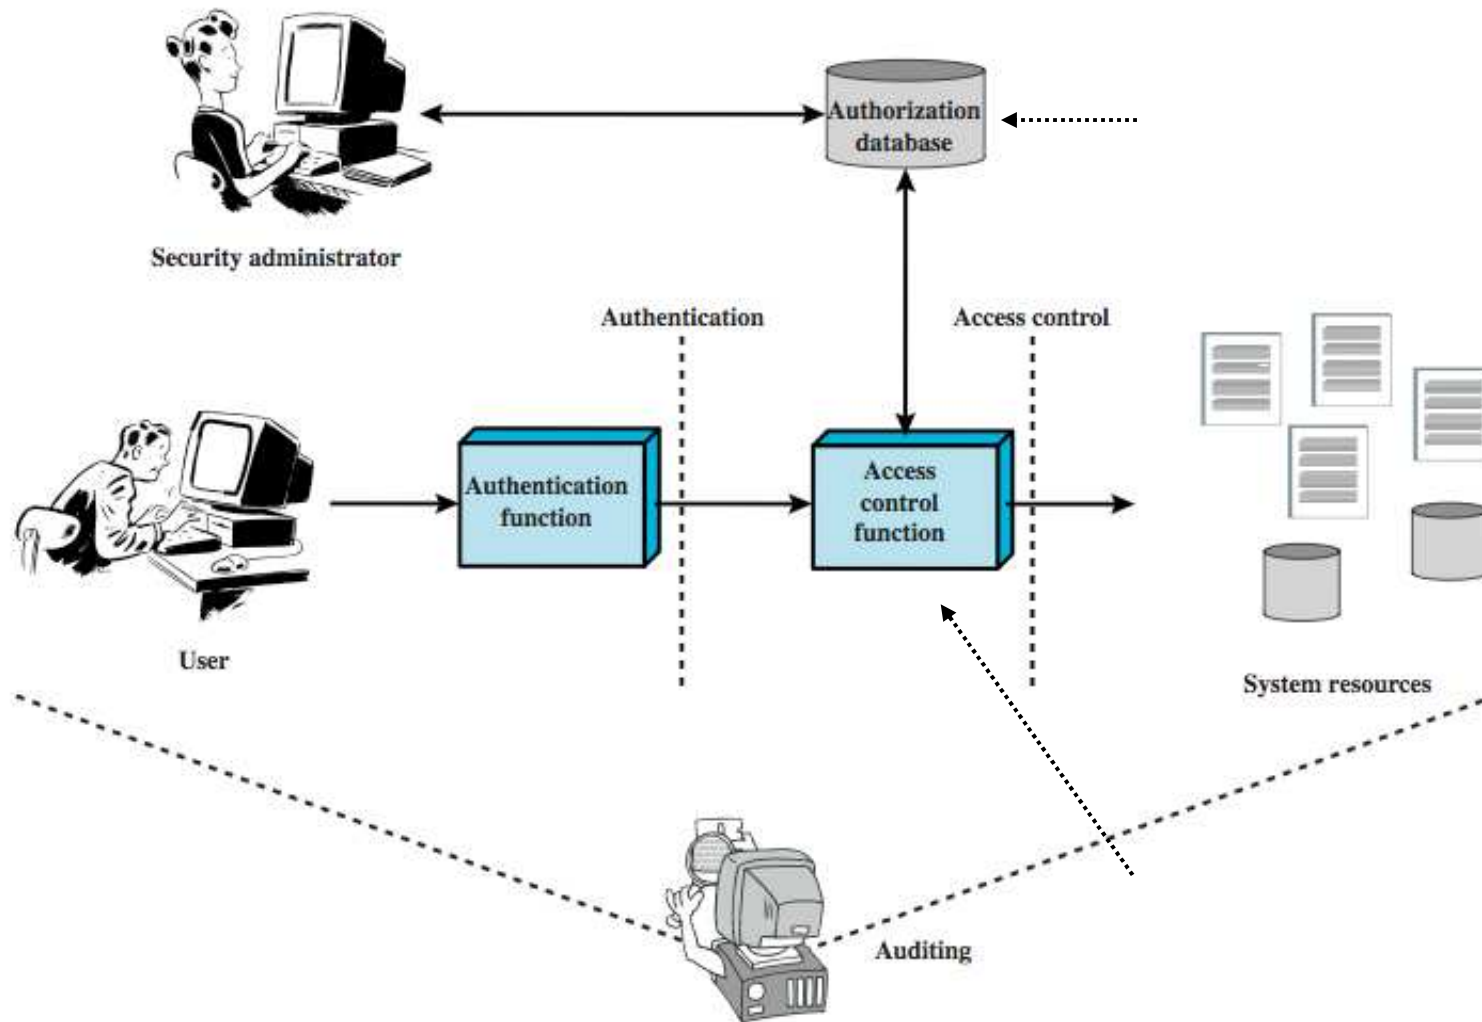 Authorization
database
Security administrator
Authentication
Access control
Authentication
function
Access
control
function
User
System resources
Auditing